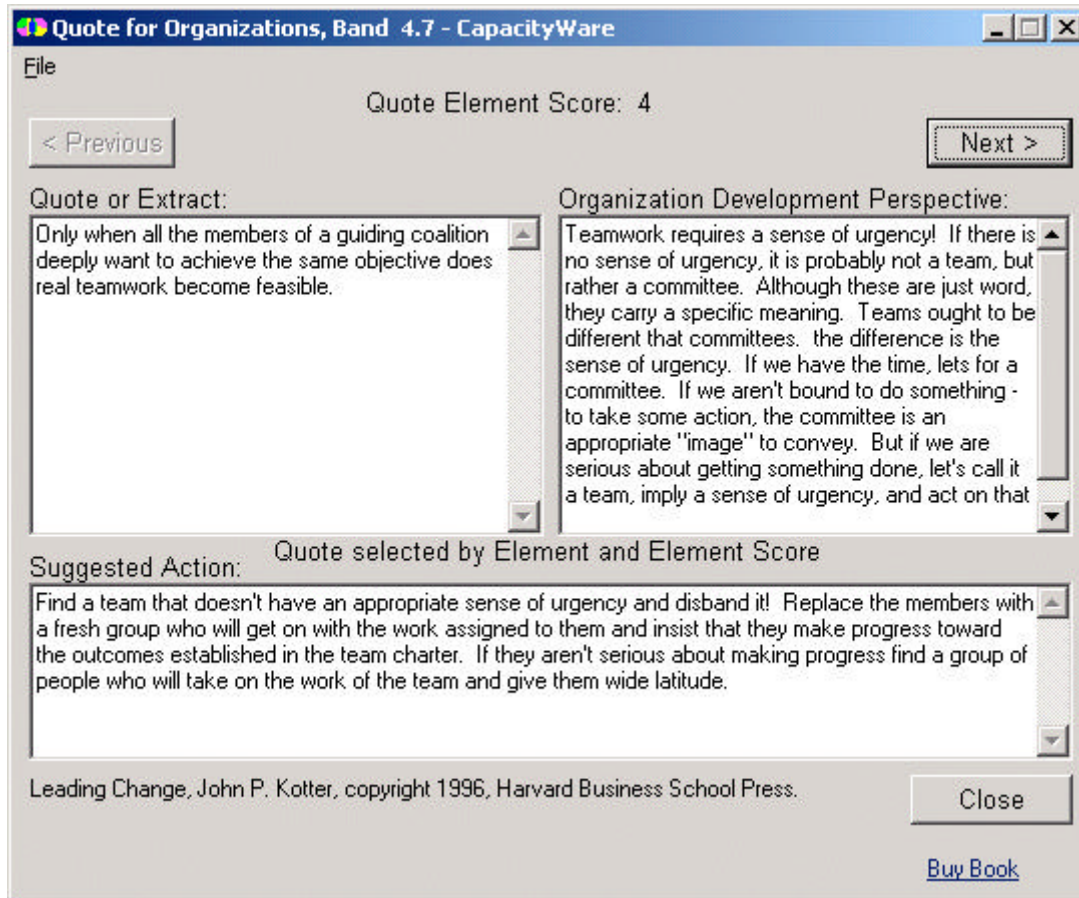 Quote for Organizations, Band 4.7 - CapacityWare
File
Quote Element Score: 4
< Previous
Next >
Quote or Extract:
Only when all the members of a guiding coalition
deeply want to achieve the same objective does
real teamwork become feasible.
Organization Development Perspective:
Teamwork requires a sense of urgency! If there is
no sense of urgency, it is probably not a team, but
rather a committee. Although these are just word,
they carry a specific meaning. Teams ought to be
different that committees. the difference is the
sense of urgency. If we have the time, lets for a
committee. If we aren't bound to do something -
to take some action, the committee is an
appropriate "image" to convey. But if we are
serious about getting something done, let's call it
a team, imply a sense of urgency, and act on that
Quote selected by Element and Element Score
Suggested Action:
Find a team that doesn't have an appropriate sense of urgency and disband it! Replace the members with
a fresh group who will get on with the work assigned to them and insist that they make progress toward
the outcomes established in the team charter. If they aren't serious about making progress find a group of
people who will take on the work of the team and give them wide latitude.
Leading Change, John P. Kotter, copyright 1996, Harvard Business School Press.
Close
Buy Book